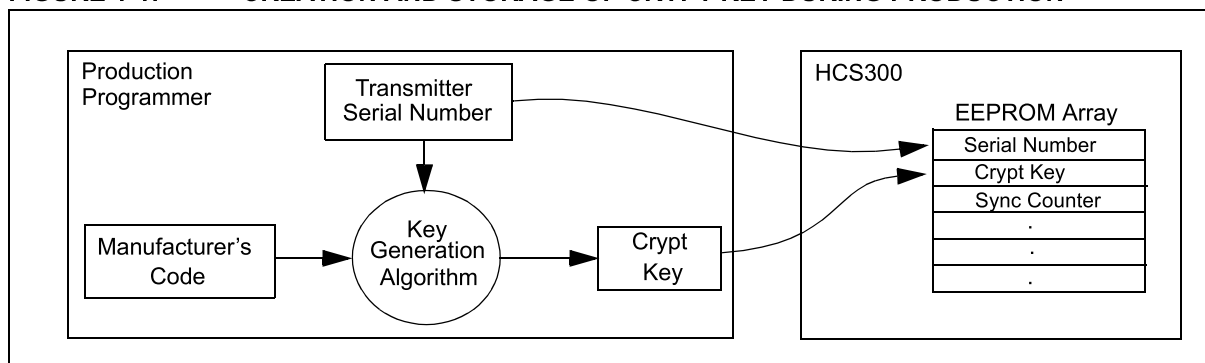 Production
Programmer
Transmitter
Serial Number
Manufacturer's
Code
Key
Generation
Algorithm
Crypt
Key
HCS300
EEPROM Array
Serial Number
Crypt Key
Sync Counter
.
.
.